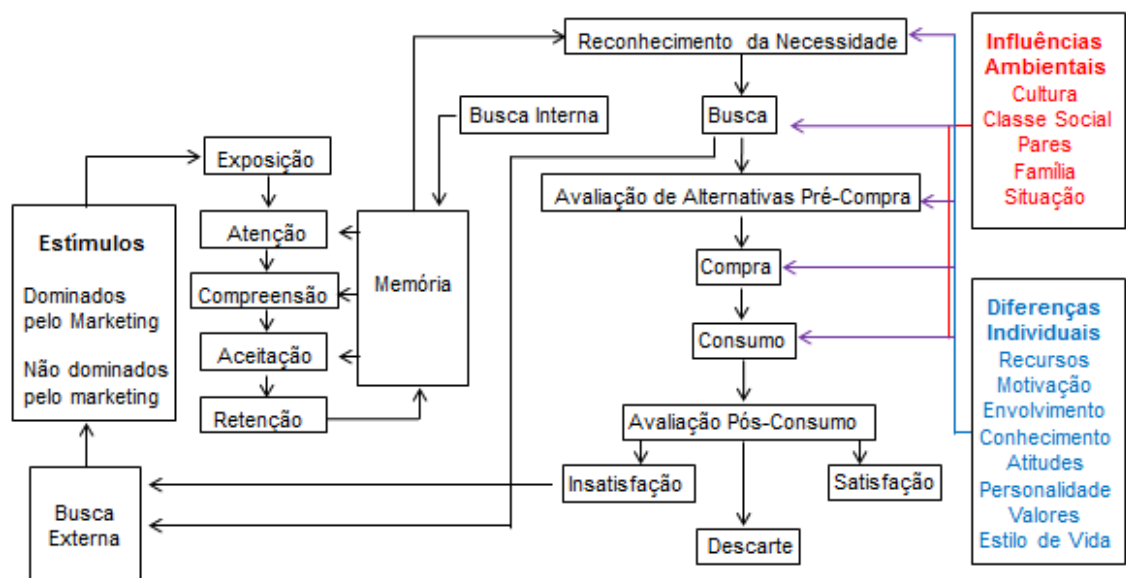 Reconhecimento da Necessidade
Busca Interna
Busca
Exposição
Avaliação de Alternativas Pré-Compra
Atenção
Estímulos
Dominados
pelo Marketing
Não dominados
pelo marketing
Compreensão
Memória
Compra
Aceitação
Consumo
Retenção
Avaliação Pós-Consumo
Insatisfação
Satisfação
Busca
Externa
Descarte
Influências
Ambientais
Cultura
Classe Social
Pares
Família
Situação
Diferenças
Individuais
Recursos
Motivação
Envolvimento
Conhecimento
Atitudes
Personalidade
Valores
Estilo de Vida